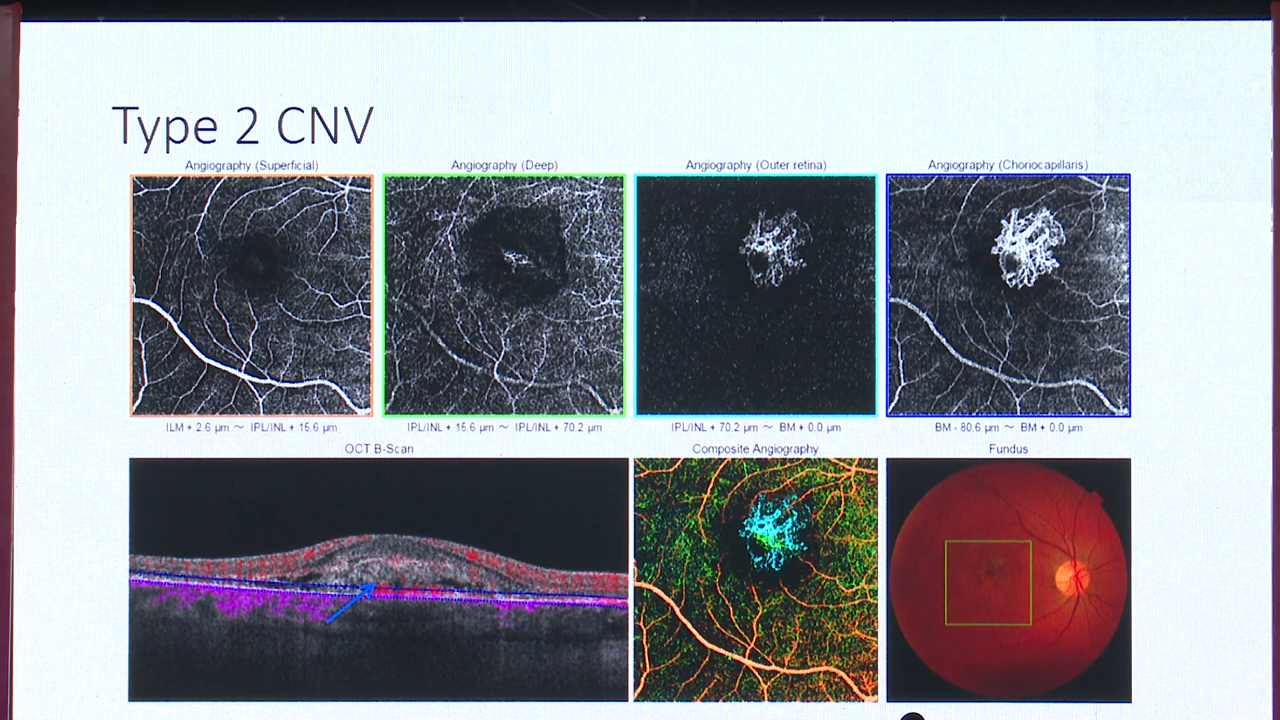 Type 2 CNV
Angiography (Superficial)
Angiography (Deep)
Angiography (Outer retina)
Angiography (Choriocapillaris)
ILM + 2.6 µm ~ IPL/INL + 15.6 µm
IPL/INL + 15.6 µm ~ IPL/INL + 70.2 µm
IPL/INL + 70.2 µm ~ BM + 0.0 µm
BM - 80.6 µm ~ BM + 0.0 µm
OCT B-Scan
Composite Angiography
Fundus